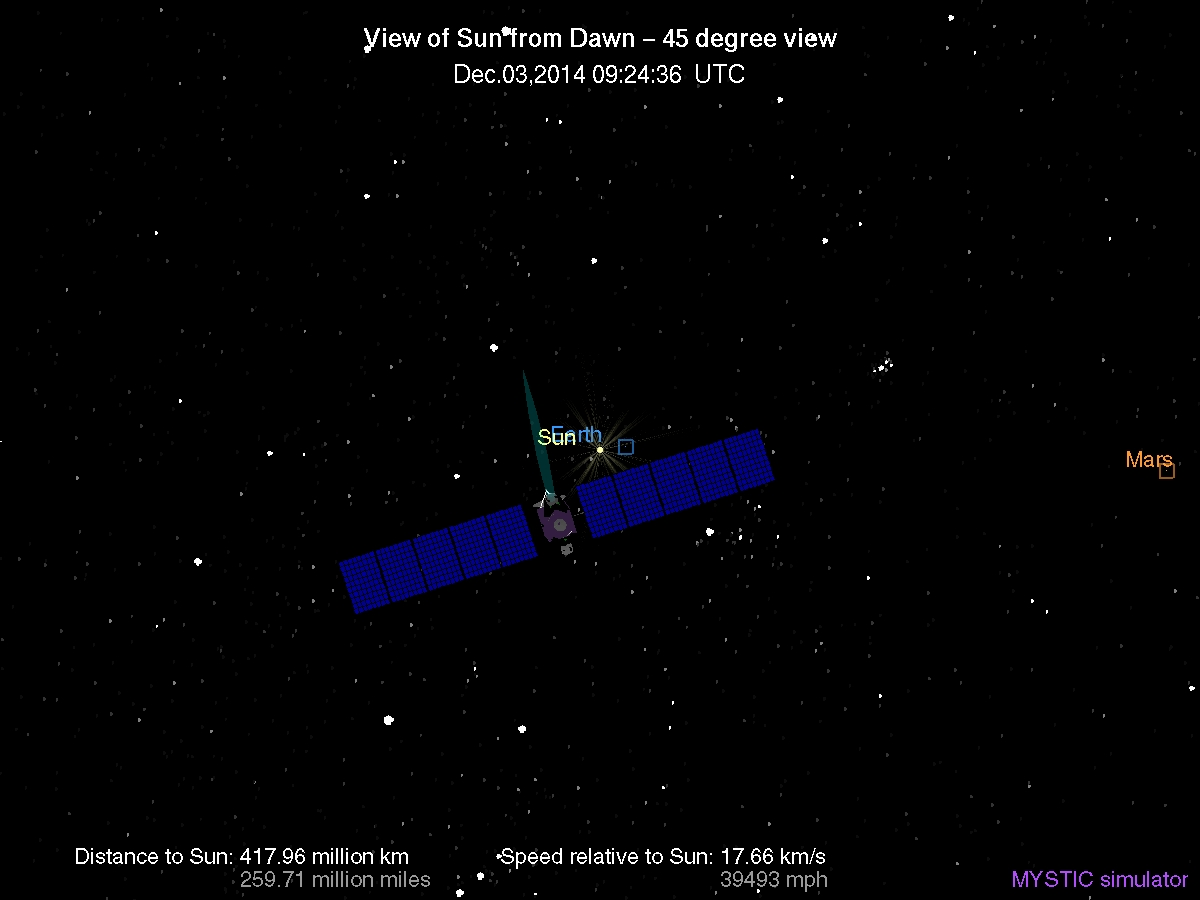 View of Sun from Dawn – 45 degree view
Dec.03,2014 09:24:36 UTC
Sun
Earth
Mars
Distance to Sun: 417.96 million km
259.71 million miles
Speed relative to Sun: 17.66 km/s
39493 mph
MYSTIC simulator